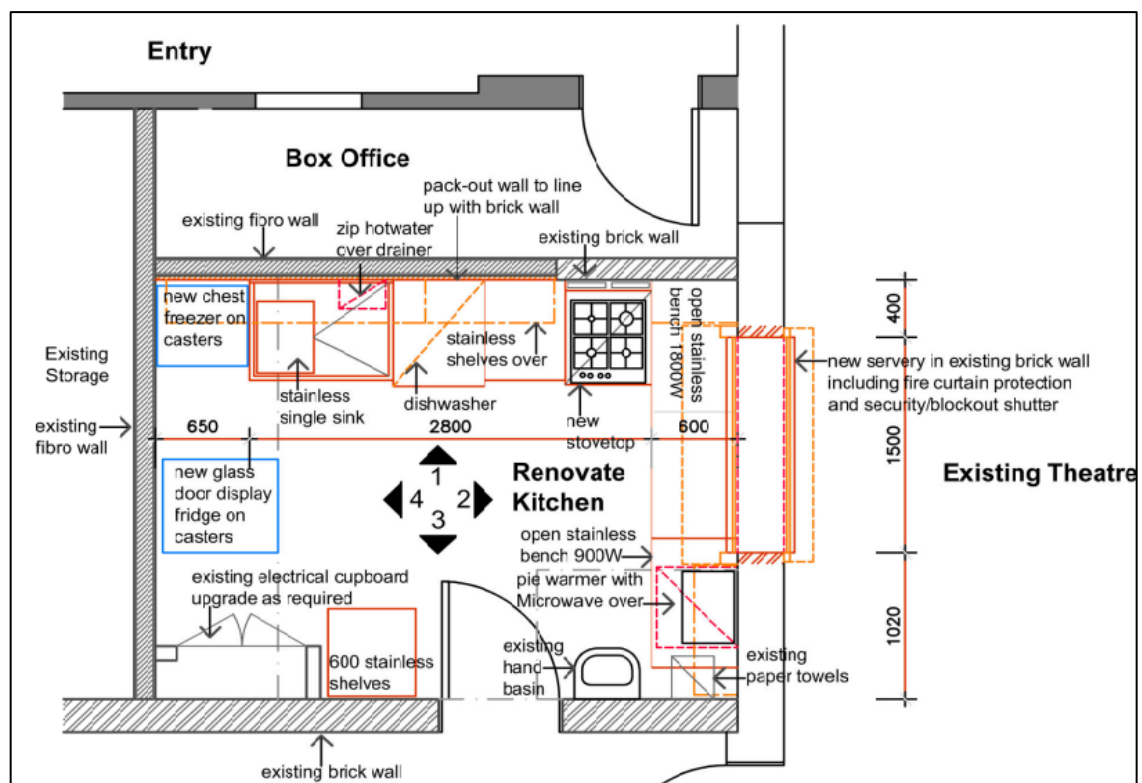 Entry
Box Office
pack-out wall to line
up with brick wall
existing fibro wall
zip hotwater
over drainer
existing brick wall
new chest
freezer on
casters
open stainless
bench 1800W
400
Existing
Storage
stainless
shelves over
new servery in existing brick wall
including fire curtain protection
and security/blockout shutter
stainless
single sink
dishwasher
new
stovetop
existing
fibro wall
650
2800
600
1500
new glass
door display
fridge on
casters
1
4
2
3
Renovate
Kitchen
Existing Theatre
open stainless
bench 900W
existing electrical cupboard
upgrade as required
pie warmer with
Microwave over
1020
600 stainless
shelves
existing
hand
basin
existing
paper towels
existing brick wall